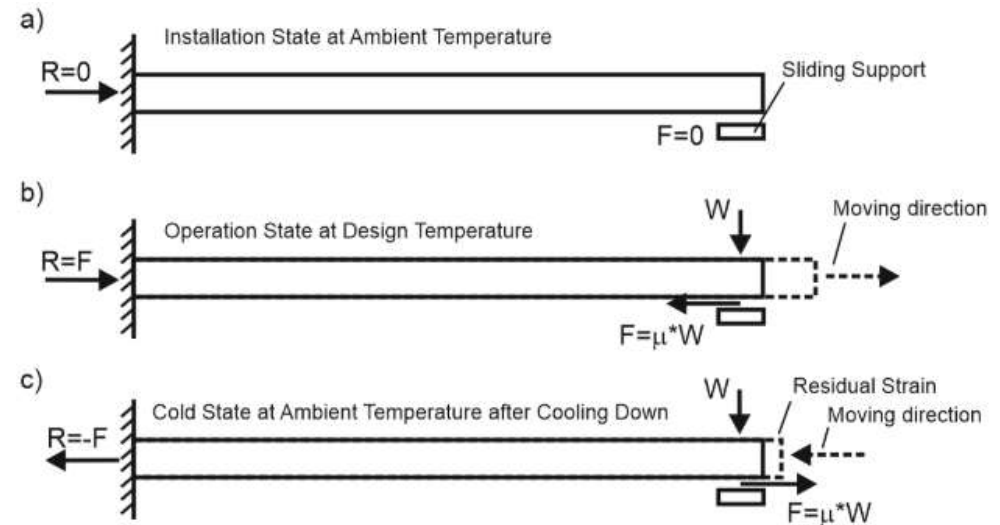 a)
Installation State at Ambient Temperature
R=0
Sliding Support
F=0
b)
W
Moving direction
Operation State at Design Temperature
R=F
F=μ*W
c)
W
Residual Strain
Cold State at Ambient Temperature after Cooling Down
Moving direction
R=-F
F=μ*W